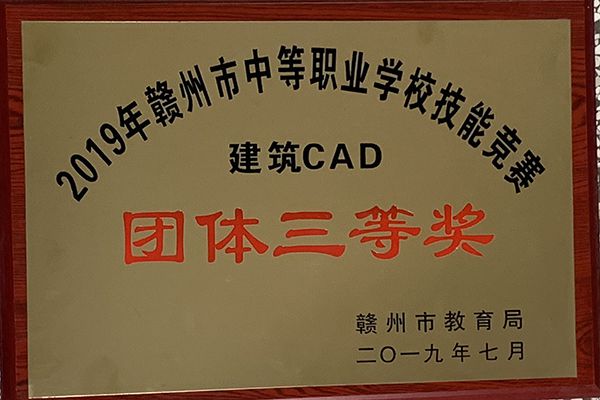 2019年赣州市中等职业学校技能竞赛
建筑CAD
团体三等奖
赣州市教育局
二〇一九年七月